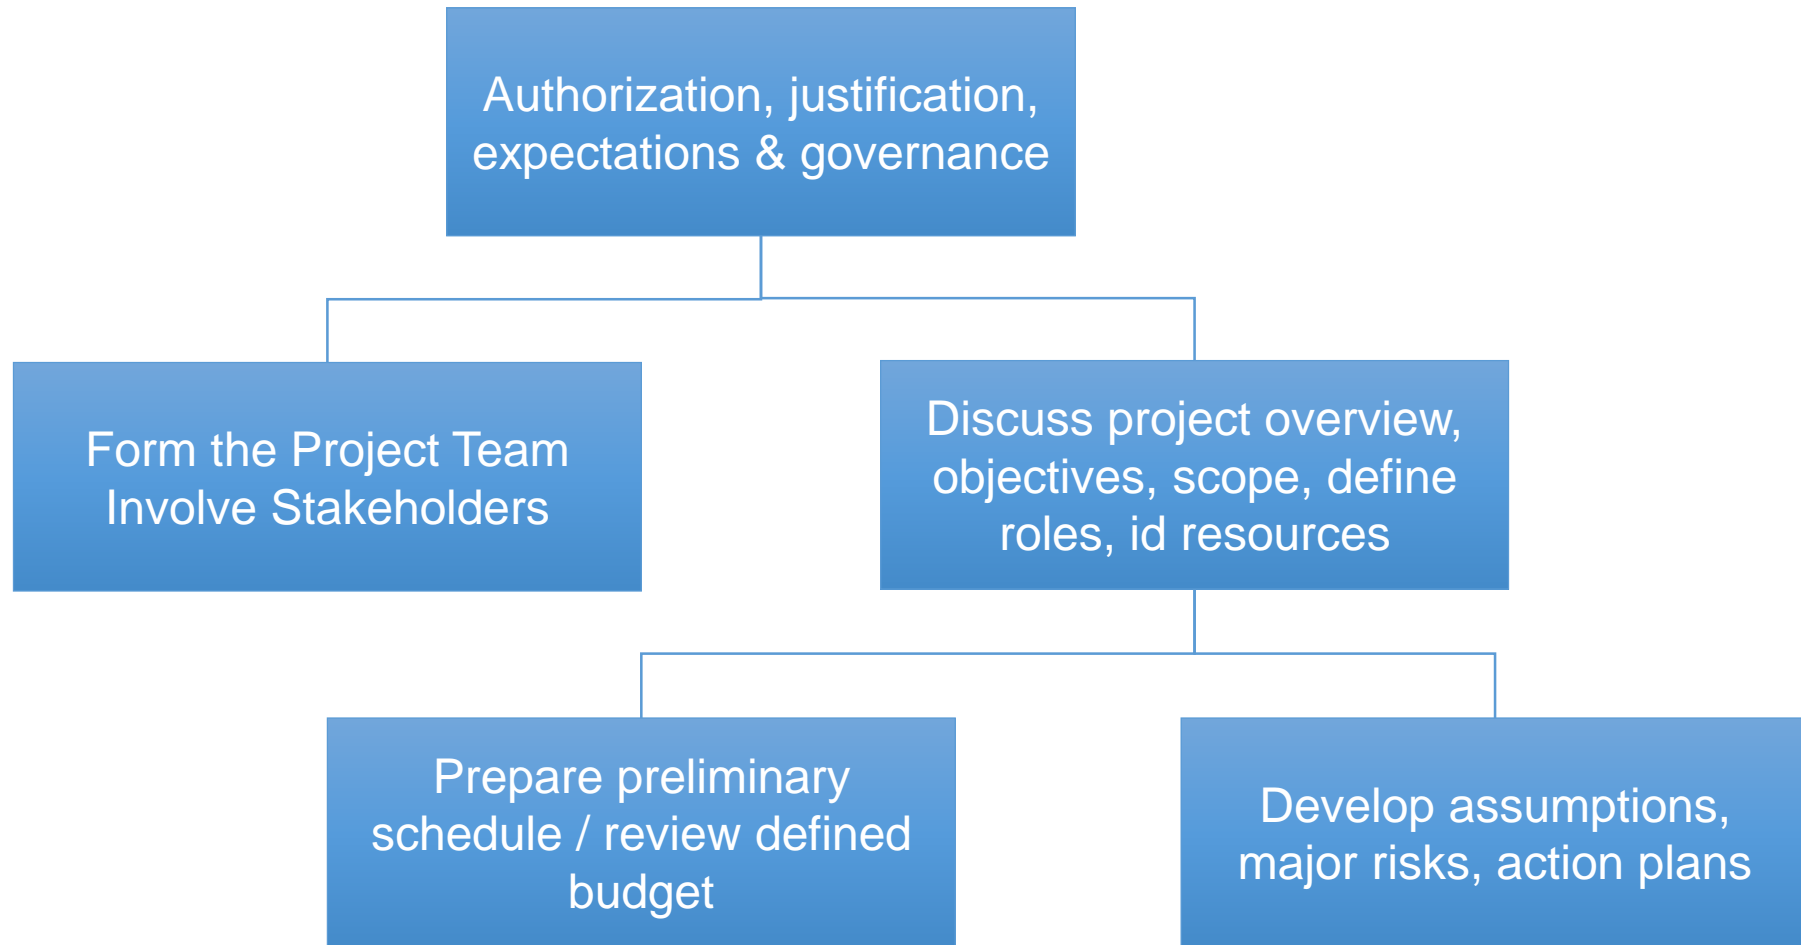 Authorization, justification,
expectations & governance
Form the Project Team
Involve Stakeholders
Discuss project overview,
objectives, scope, define
roles, id resources
Prepare preliminary
schedule / review defined
budget
Develop assumptions,
major risks, action plans